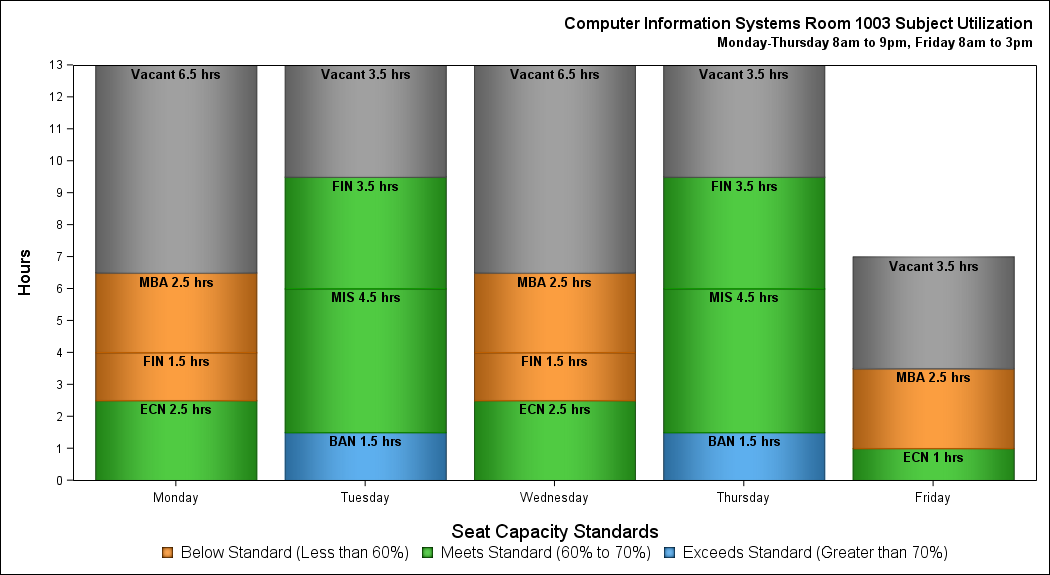 Computer Information Systems Room 1003 Subject Utilization
Monday-Thursday 8am to 9pm, Friday 8am to 3pm
Hours
13
12
11
10
9
8
7
6
5
4
3
2
1
0
Vacant 6.5 hrs
MBA 2.5 hrs
FIN 1.5 hrs
ECN 2.5 hrs
Vacant 3.5 hrs
FIN 3.5 hrs
MIS 4.5 hrs
BAN 1.5 hrs
Vacant 6.5 hrs
MBA 2.5 hrs
FIN 1.5 hrs
ECN 2.5 hrs
Vacant 3.5 hrs
FIN 3.5 hrs
MIS 4.5 hrs
BAN 1.5 hrs
Vacant 3.5 hrs
MBA 2.5 hrs
ECN 1 hrs
Monday Tuesday Wednesday Thursday Friday
Seat Capacity Standards
Below Standard (Less than 60%) Meets Standard (60% to 70%) Exceeds Standard (Greater than 70%)